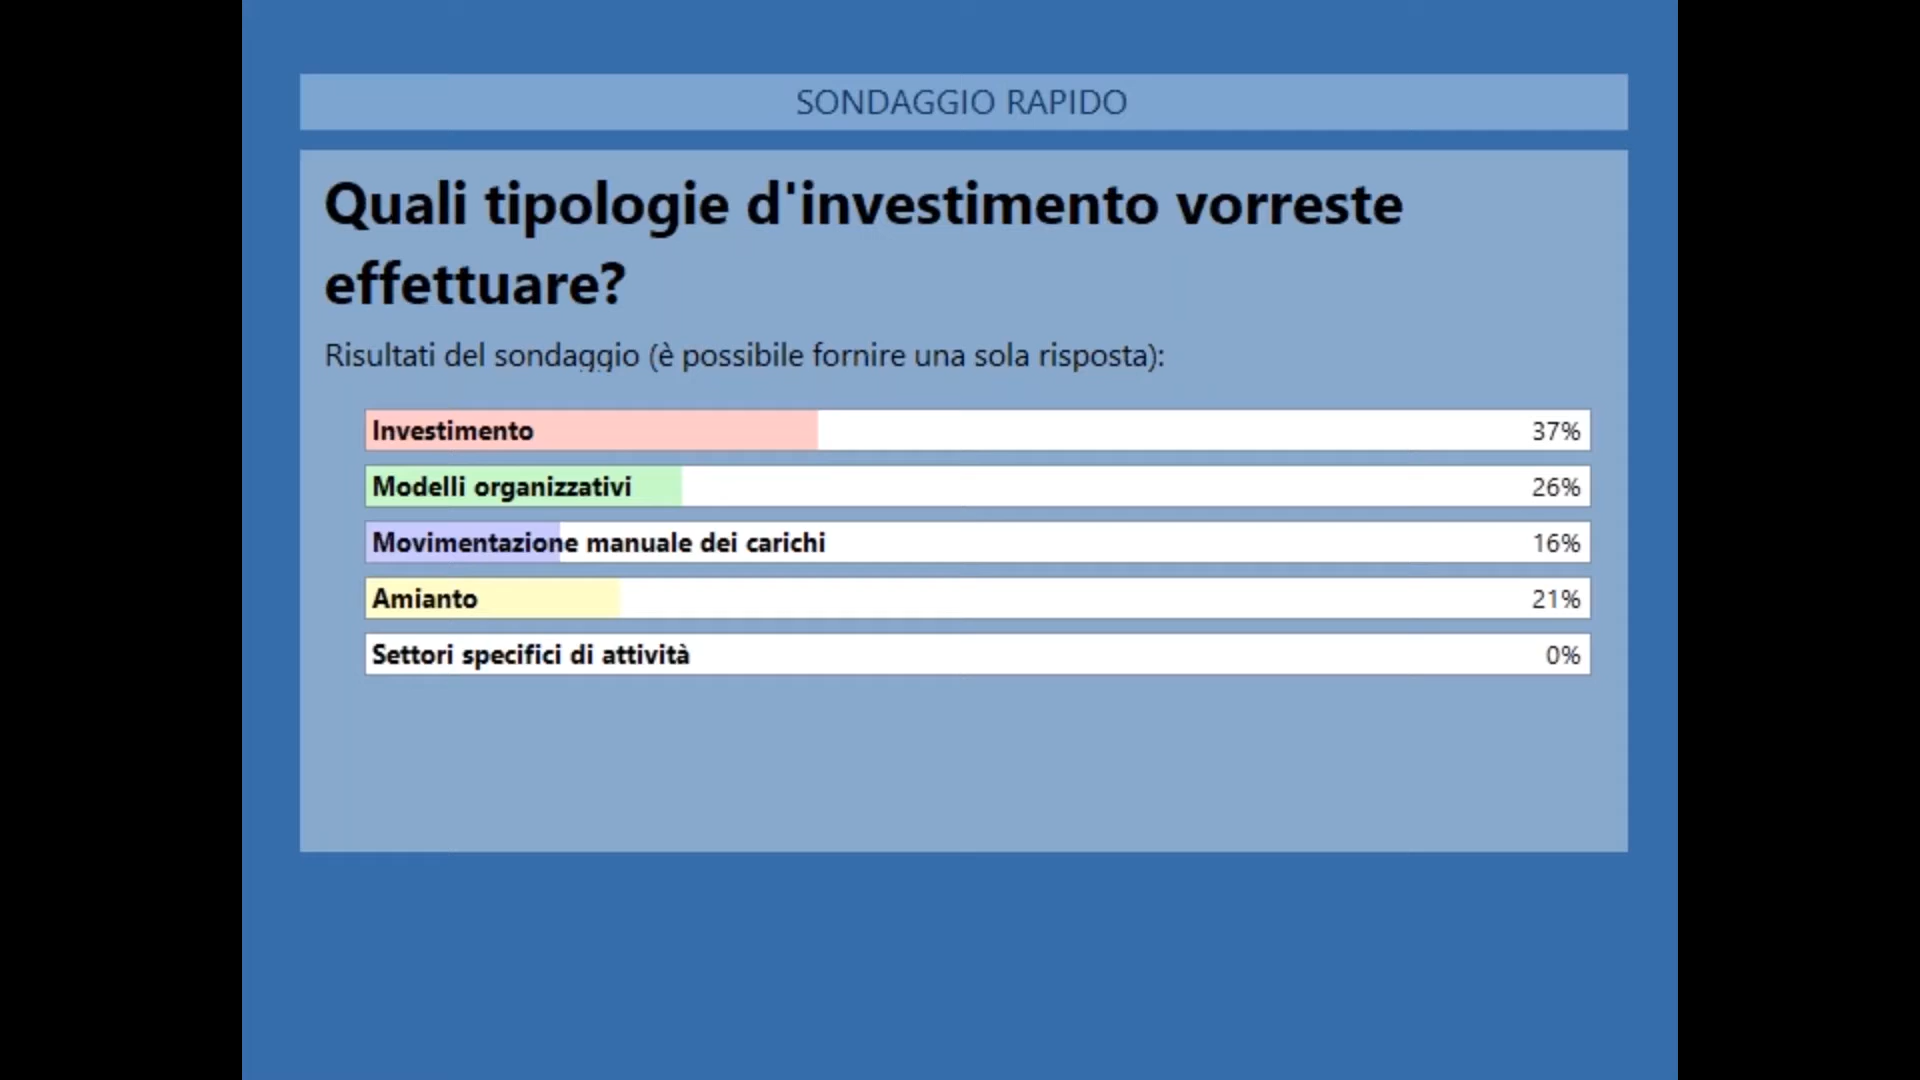 SONDAGGIO RAPIDO
Quali tipologie d'investimento vorreste
effettuare?
Risultati del sondaggio (è possibile fornire una sola risposta):
Investimento 37%
Modelli organizzativi 26%
Movimentazione manuale dei carichi 16%
Amianto 21%
Settori specifici di attività 0%